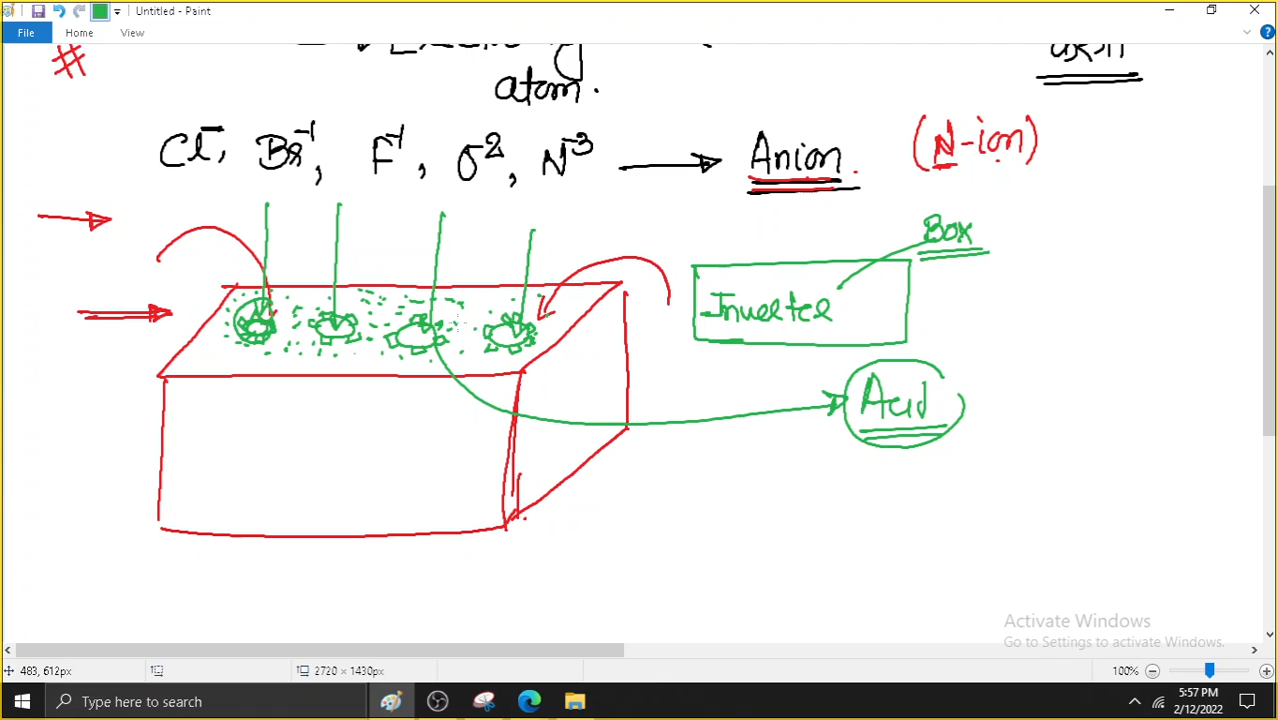 Untitled - Paint
File Home View
#
atom.
Cl⁻, Br⁻¹, F⁻¹, O⁻², N⁻³ → Anion. (N-ion)
Box
Inverter
Acid
Activate Windows
Go to Settings to activate Windows.
483, 612px 2720 × 1430px 100%
Type here to search
5:57 PM
2/12/2022